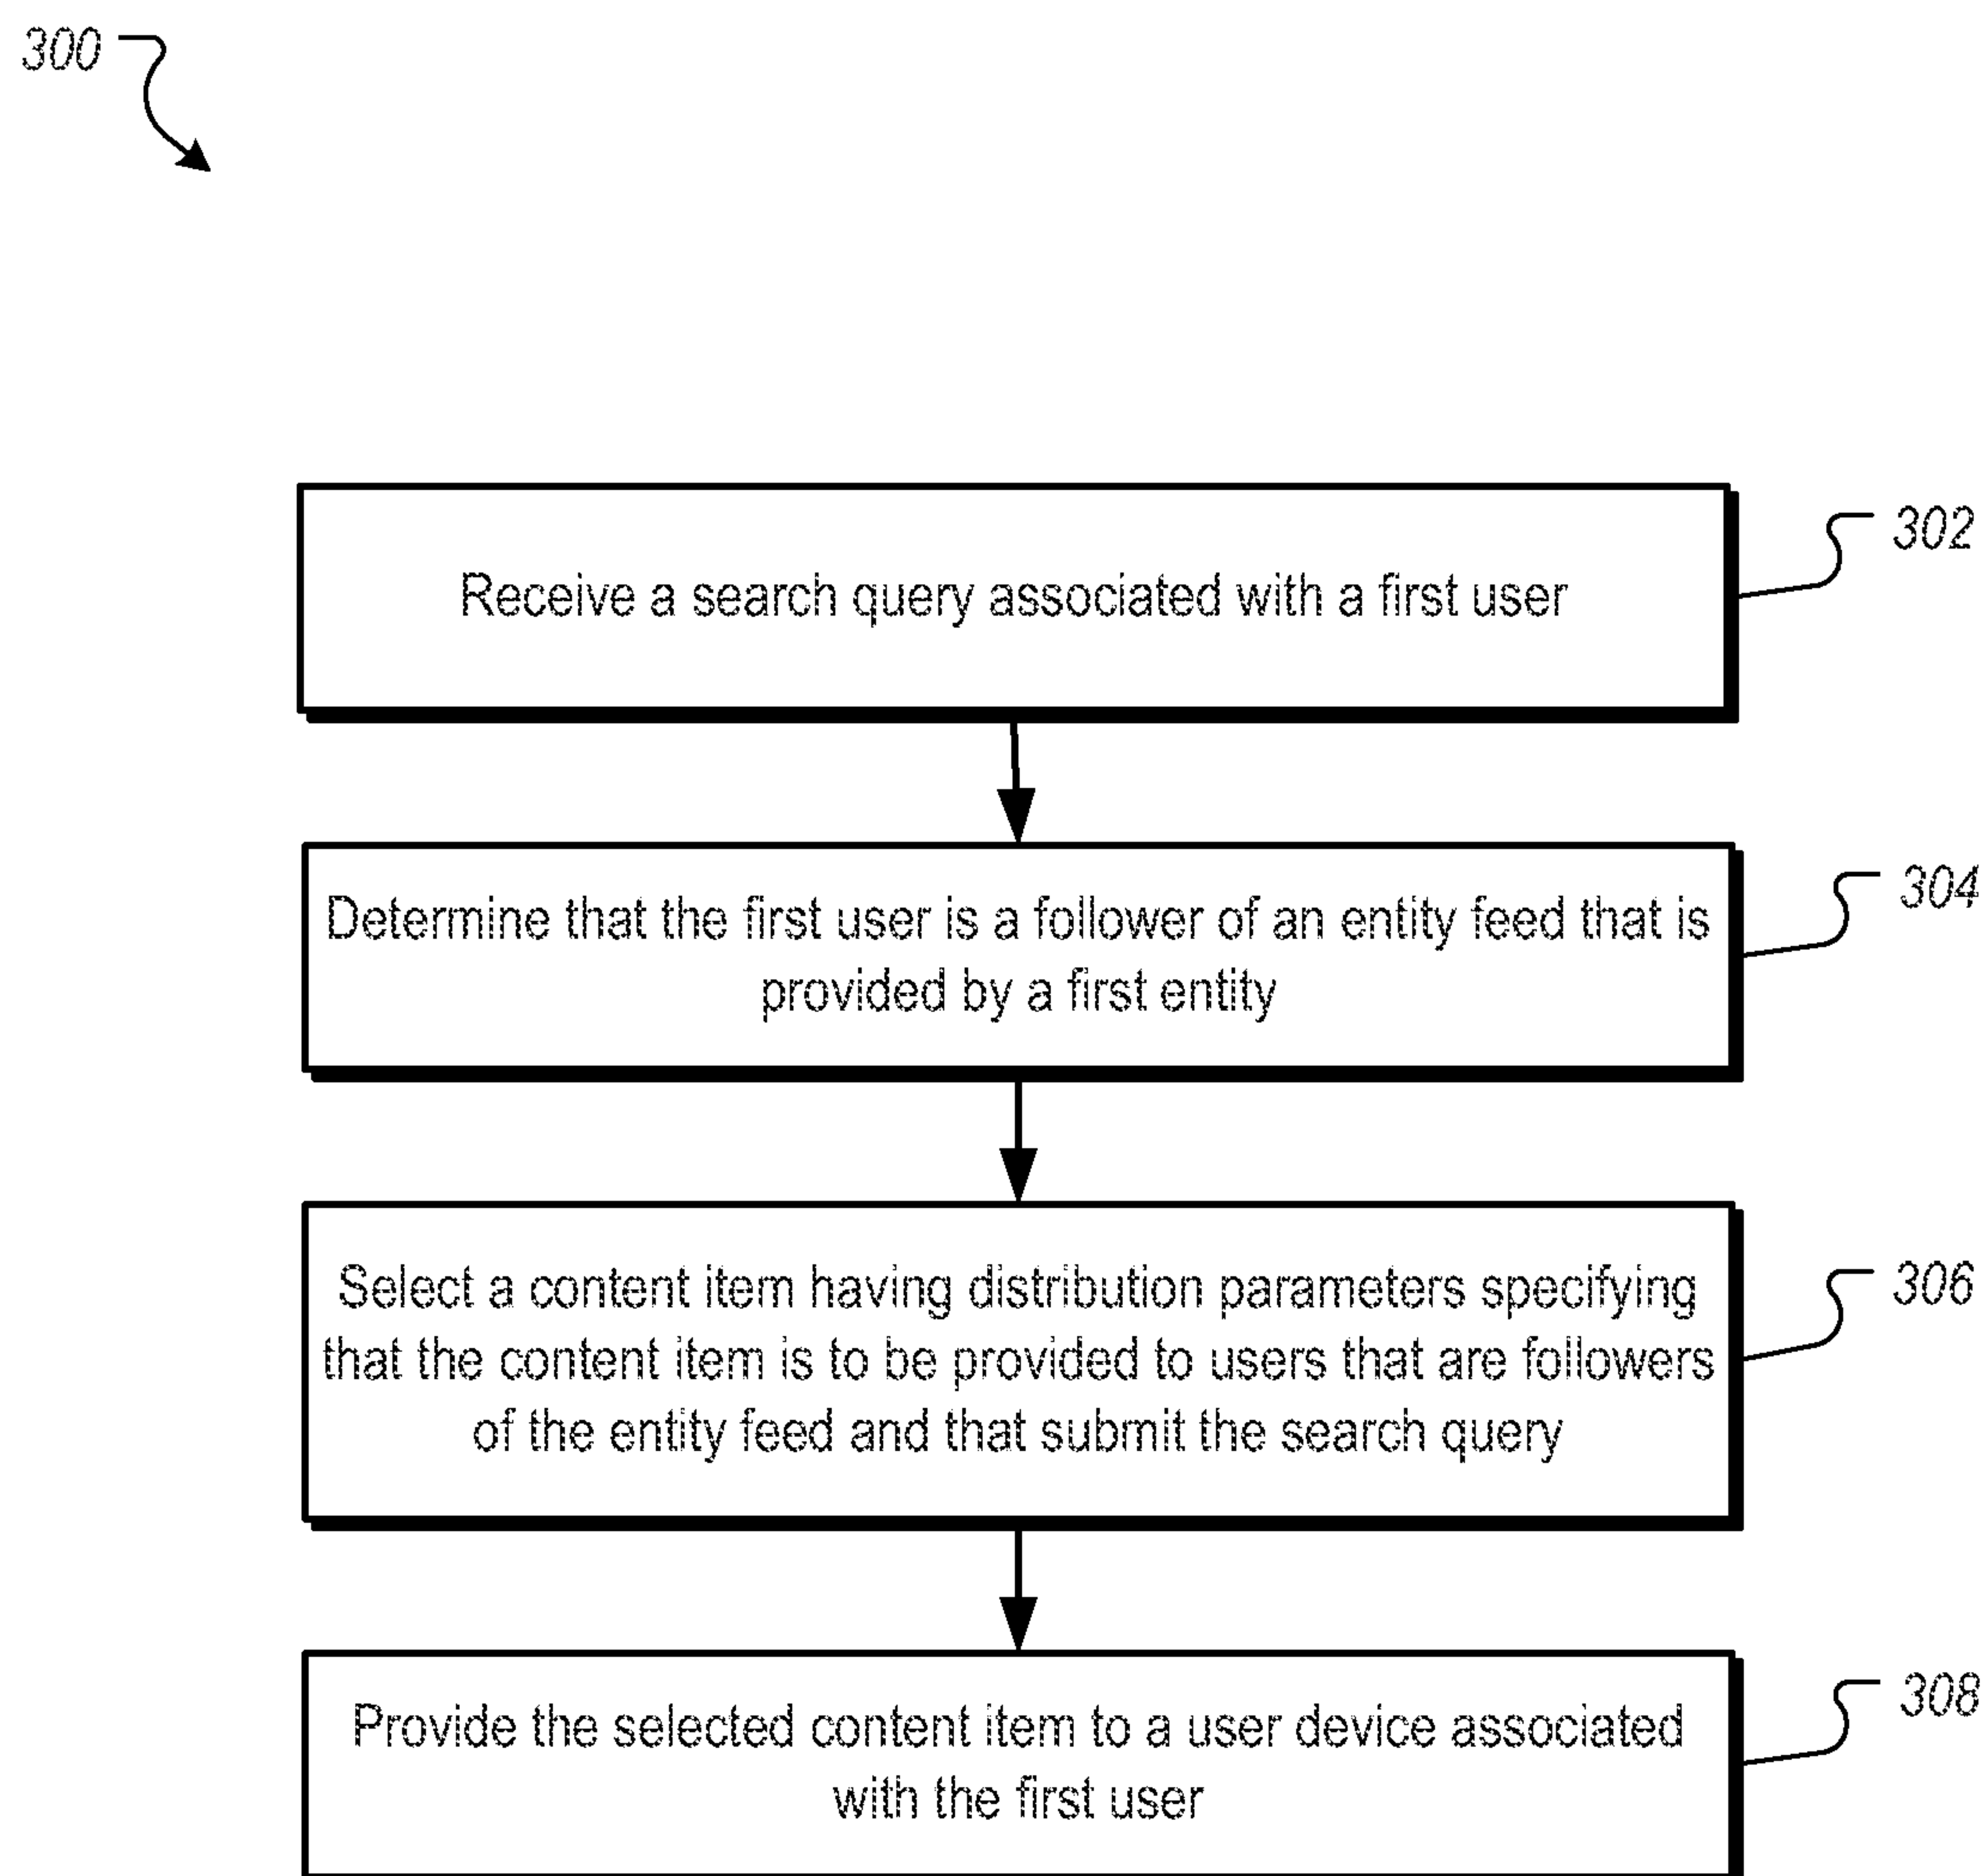 300
302
Receive a search query associated with a first user
304
Determine that the first user is a follower of an entity feed that is
provided by a first entity
306
Select a content item having distribution parameters specifying
that the content item is to be provided to users that are followers
of the entity feed and that submit the search query
308
Provide the selected content item to a user device associated
with the first user